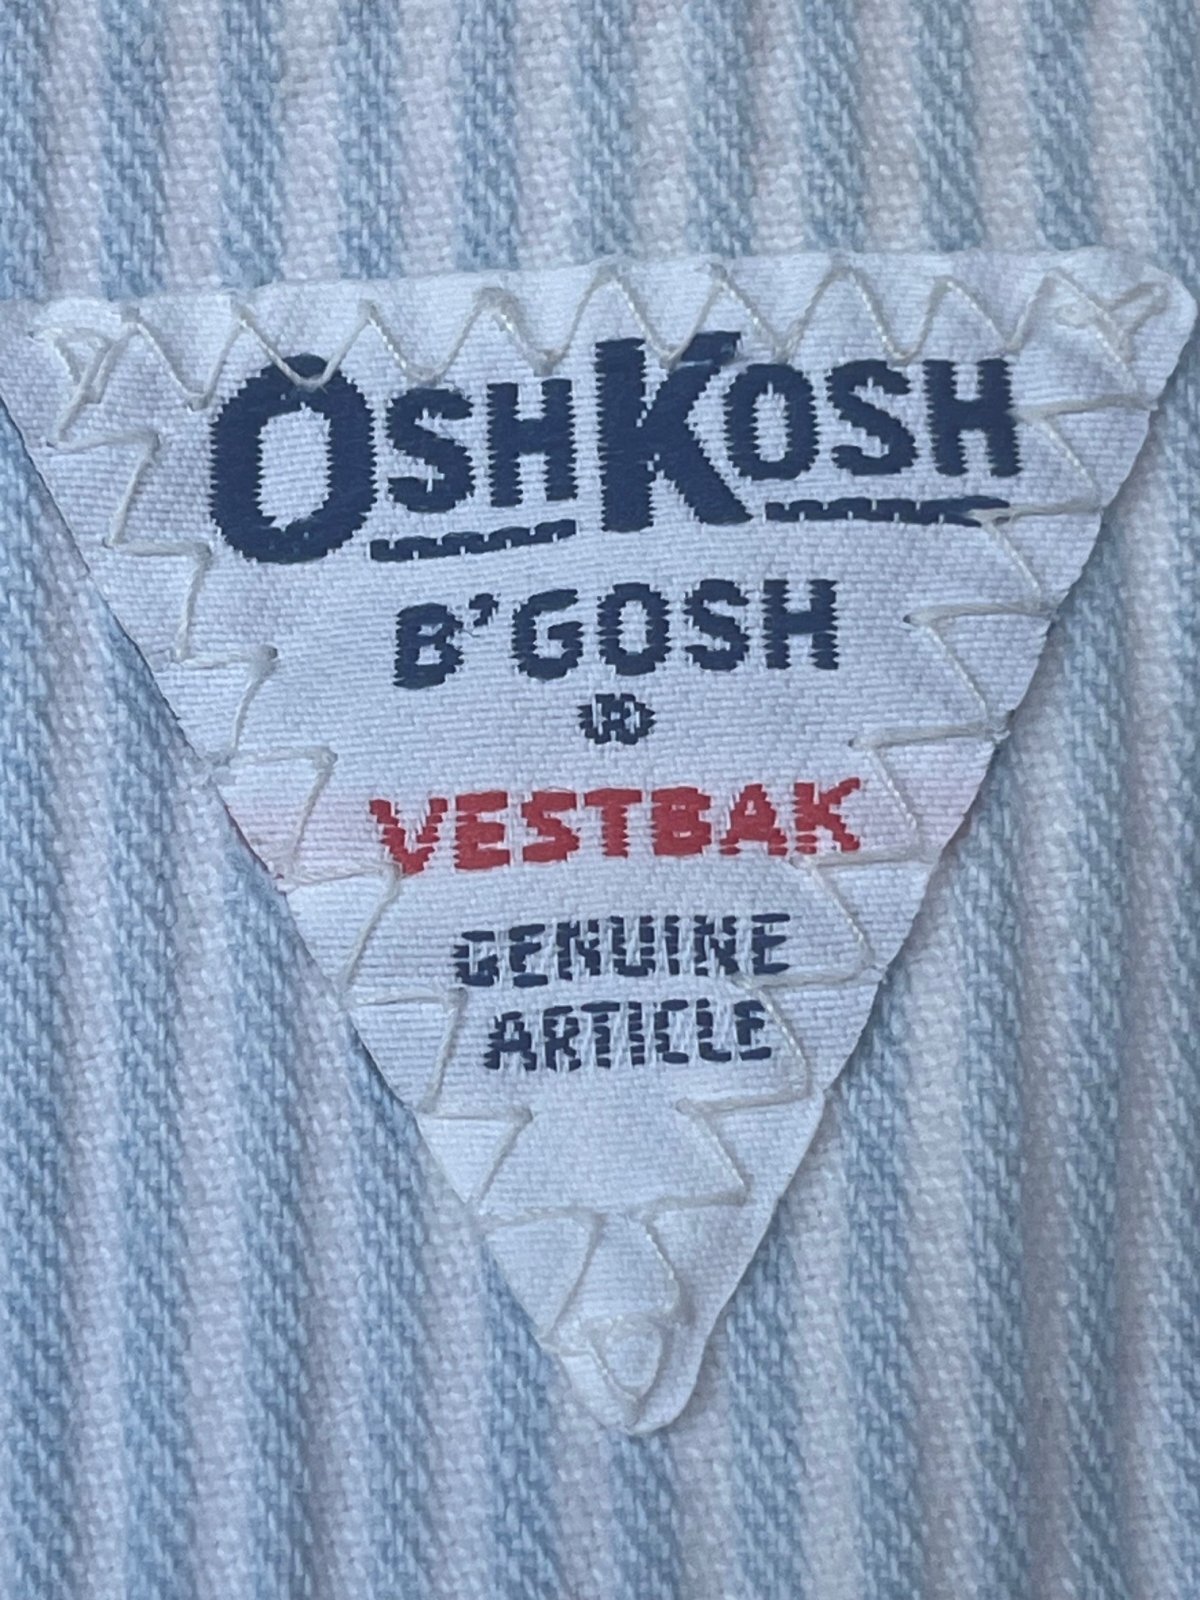 OSHKOSH
B'GOSH
®
VESTBAK
GENUINE
ARTICLE